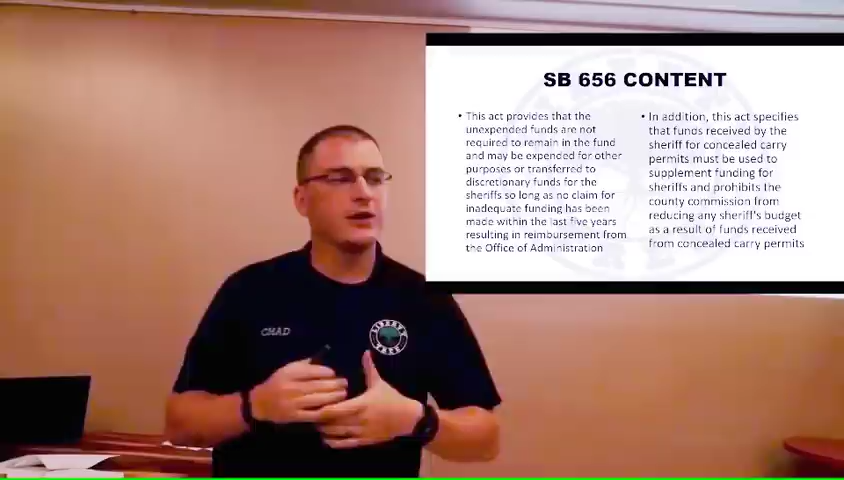 SB 656 CONTENT
• This act provides that the
unexpended funds are not
required to remain in the fund
and may be expended for other
purposes or transferred to
discretionary funds for the
sheriffs so long as no claim for
inadequate funding has been
made within the last five years
resulting in reimbursement from
the Office of Administration
• In addition, this act specifies
that funds received by the
sheriff for concealed carry
permits must be used to
supplement funding for
sheriffs and prohibits the
county commission from
reducing any sheriff's budget
as a result of funds received
from concealed carry permits
CHAD
LIBERTY
TREE